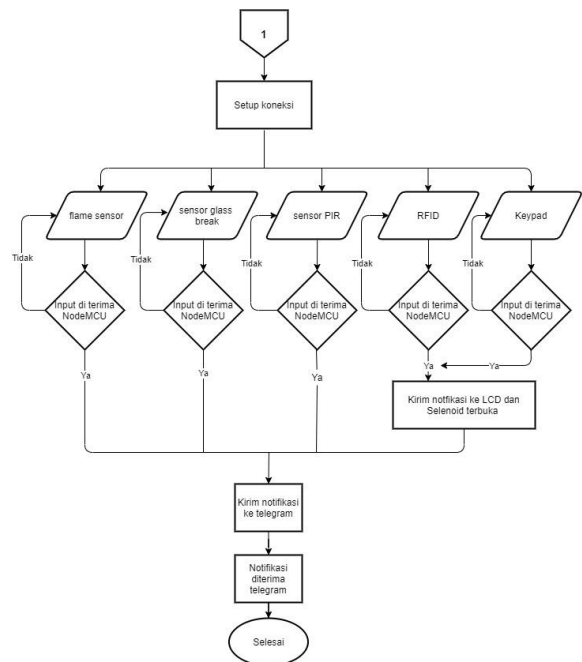 1
Setup koneksi
flame sensor
sensor glass
break
sensor PIR
RFID
Keypad
Tidak
Tidak
Tidak
Tidak
Tidak
Input di terima
NodeMCU
Input di terima
NodeMCU
Input di terima
NodeMCU
Input di terima
NodeMCU
Input di terima
NodeMCU
Ya
Ya
Ya
Ya
Ya
Kirim notfikasi ke LCD dan
Selenoid terbuka
Kirim notifikasi
ke telegram
Notifikasi
diterima
telegram
Selesai